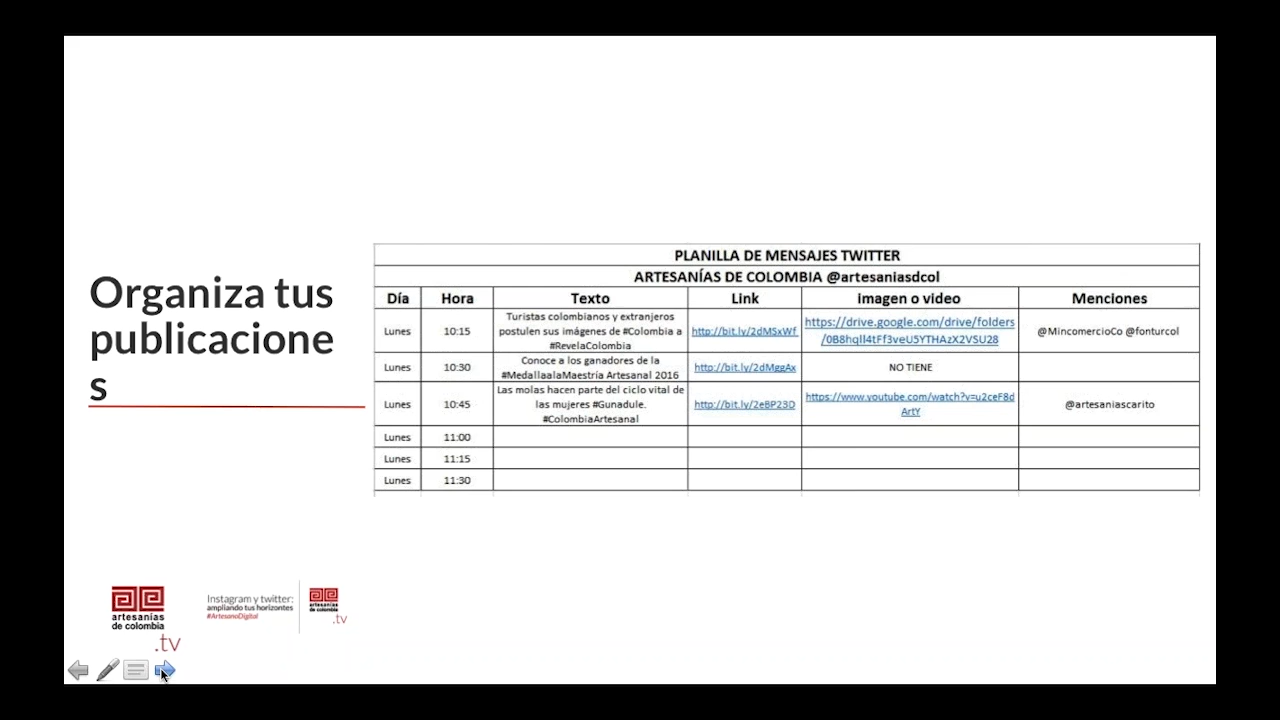 Organiza tus
publicacione
s
PLANILLA DE MENSAJES TWITTER
ARTESANÍAS DE COLOMBIA @artesaniasdcol
Día Hora Texto Link imagen o video Menciones
Lunes 10:15 Turistas colombianos y extranjeros
postulen sus imágenes de #Colombia a
#RevelaColombia
http://bit.ly/2dMSxWf
https://drive.google.com/drive/folders
/0B8hqll4tFf3veU5YTHAzX2VSU28
@MincomercioCo @fonturcol
Lunes 10:30 Conoce a los ganadores de la
#MedallaalaMaestría Artesanal 2016
http://bit.ly/2dMggAx
NO TIENE
Lunes 10:45 Las molas hacen parte del ciclo vital de
las mujeres #Gunadule.
#ColombiaArtesanal
http://bit.ly/2eBP23D
https://www.youtube.com/watch?v=u2ceF8d
ArtY
@artesaniascarito
Lunes 11:00
Lunes 11:15
Lunes 11:30
artesanías
de colombia
.tv
Instagram y twitter:
ampliando tus horizontes
#ArtesanoDigital
artesanías
de colombia
.tv